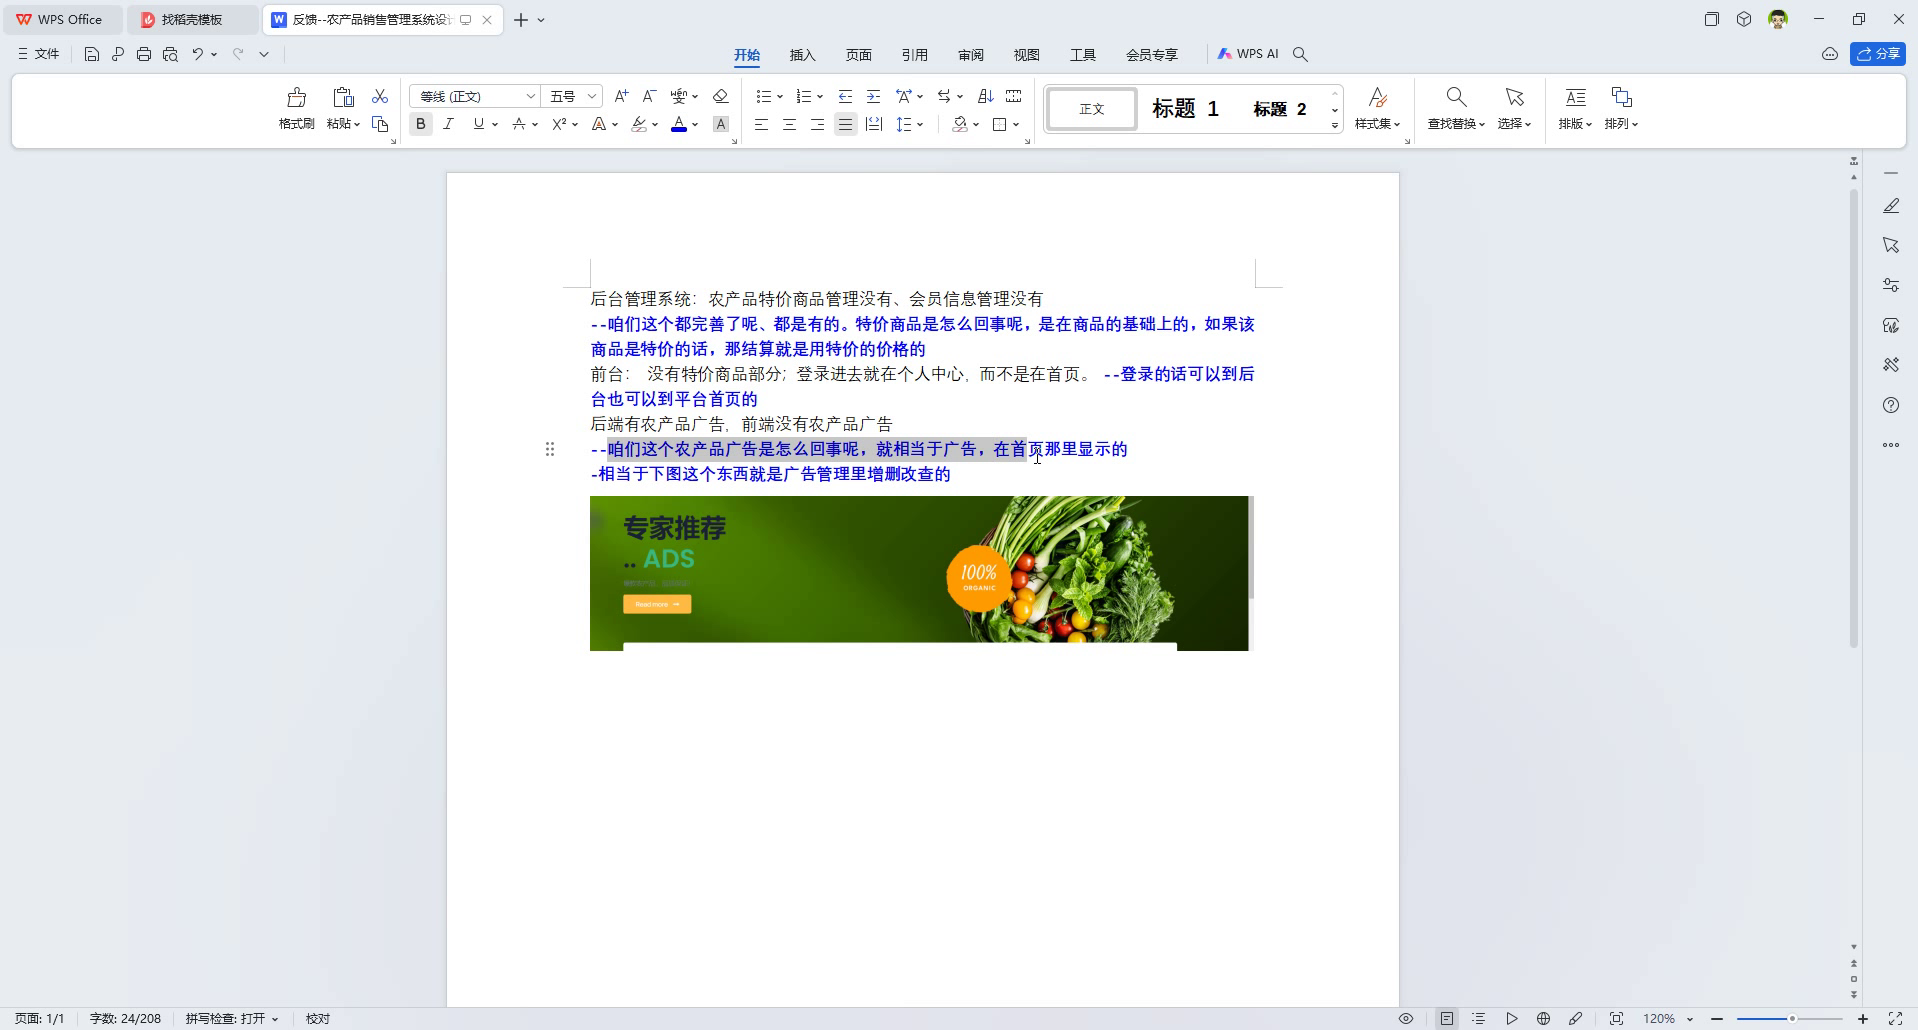 WPS Office
找稻壳模板
反馈--农产品销售管理系统设
文件
开始
插入
页面
引用
审阅
视图
工具
会员专享
WPS AI
分享
格式刷
粘贴
等线 (正文)
五号
正文
标题 1
标题 2
样式集
查找替换
选择
排版
排列
后台管理系统：农产品特价商品管理没有、会员信息管理没有
--咱们这个都完善了呢、都是有的。特价商品是怎么回事呢，是在商品的基础上的，如果该
商品是特价的话，那结算就是用特价的价格的
前台： 没有特价商品部分；登录进去就在个人中心，而不是在首页。 --登录的话可以到后
台也可以到平台首页的
后端有农产品广告，前端没有农产品广告
--咱们这个农产品广告是怎么回事呢，就相当于广告，在首页那里显示的
-相当于下图这个东西就是广告管理里增删改查的
专家推荐
.. ADS
Read more →
100%
ORGANIC
页面: 1/1
字数: 24/208
拼写检查: 打开
校对
120%